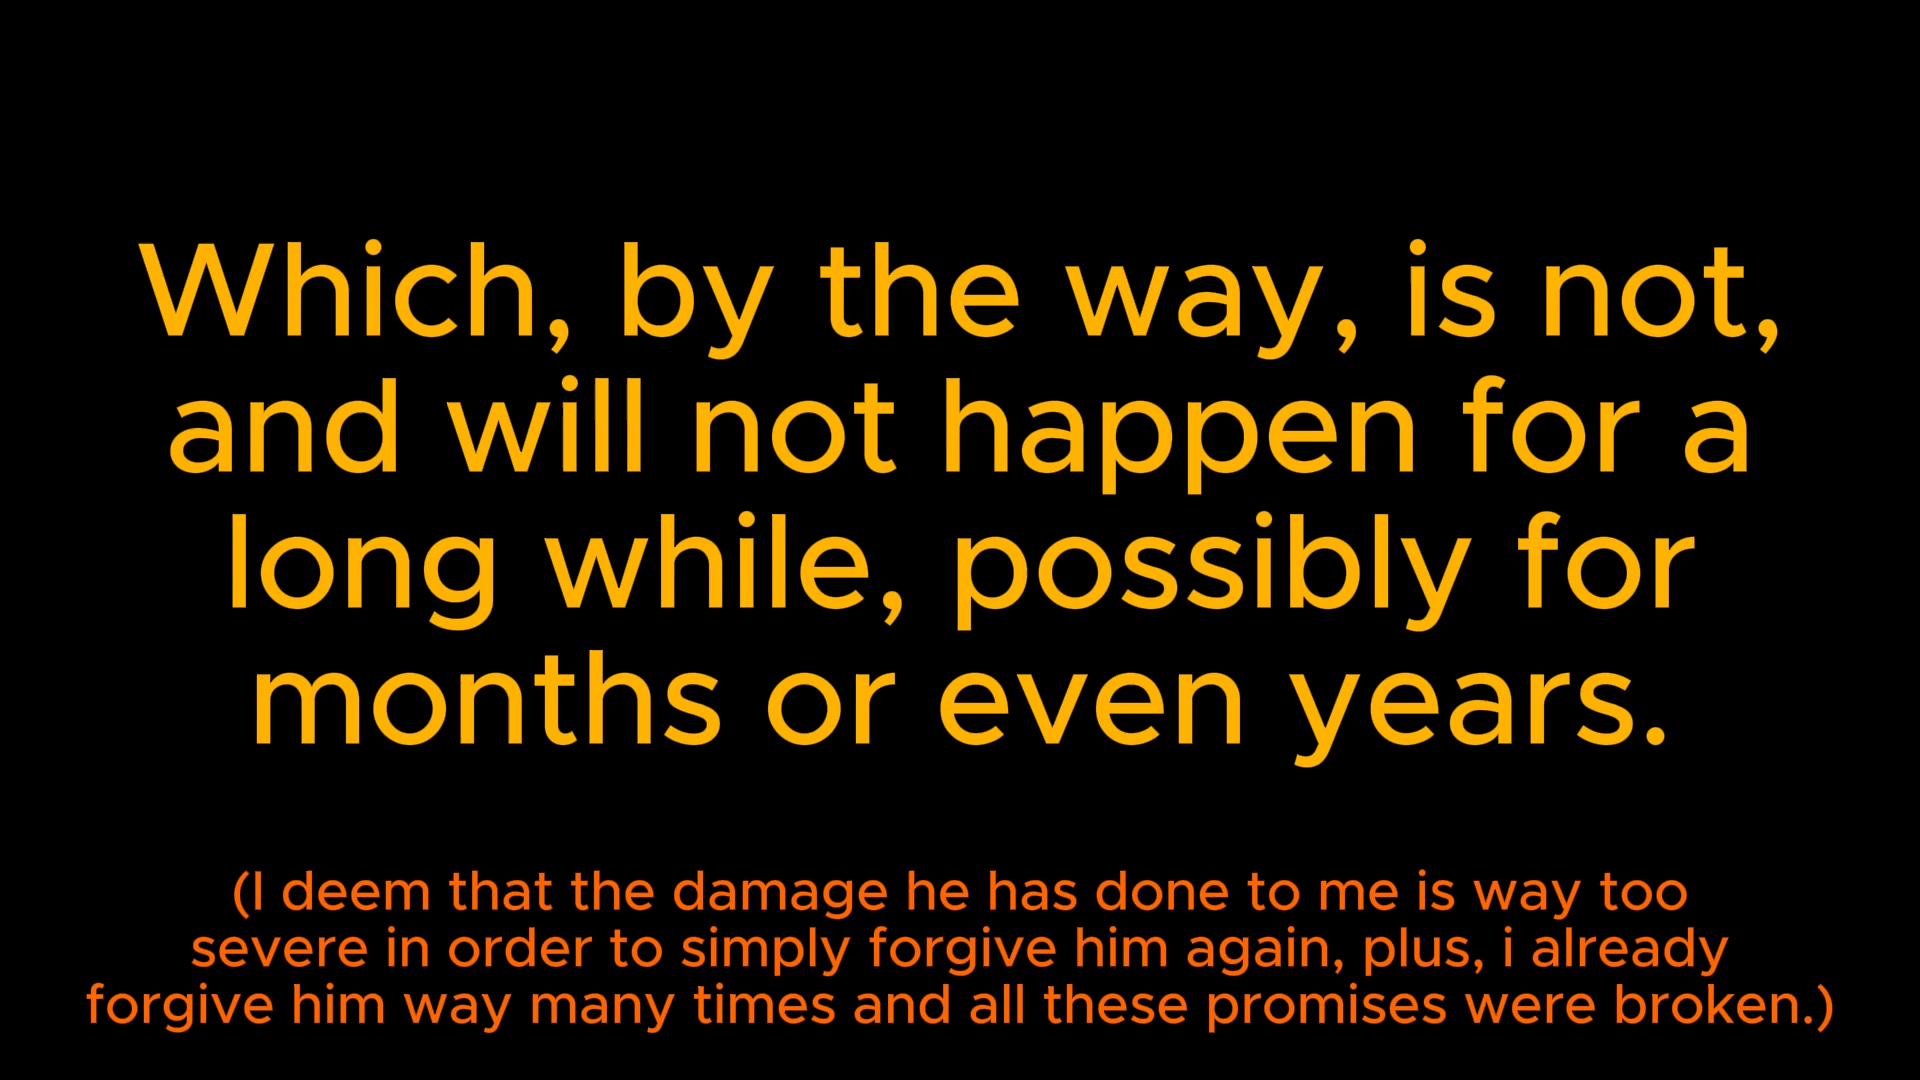 Which, by the way, is not,
and will not happen for a
long while, possibly for
months or even years.
(I deem that the damage he has done to me is way too
severe in order to simply forgive him again, plus, i already
forgive him way many times and all these promises were broken.)